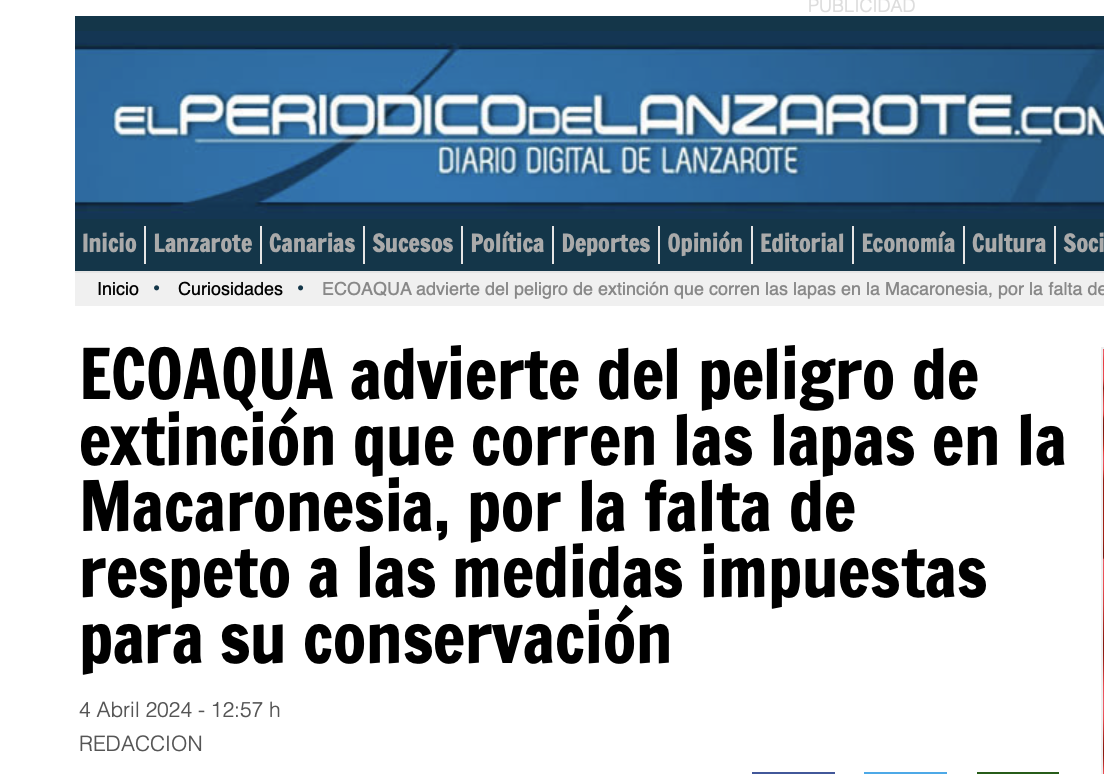 PUBLICIDAD
ELPERIODICODELANZAROTE.COM
DIARIO DIGITAL DE LANZAROTE
Inicio Lanzarote Canarias Sucesos Política Deportes Opinión Editorial Economía Cultura Soci
Inicio • Curiosidades • ECOAQUA advierte del peligro de extinción que corren las lapas en la Macaronesia, por la falta de
ECOAQUA advierte del peligro de
extinción que corren las lapas en la
Macaronesia, por la falta de
respeto a las medidas impuestas
para su conservación
4 Abril 2024 - 12:57 h
REDACCION